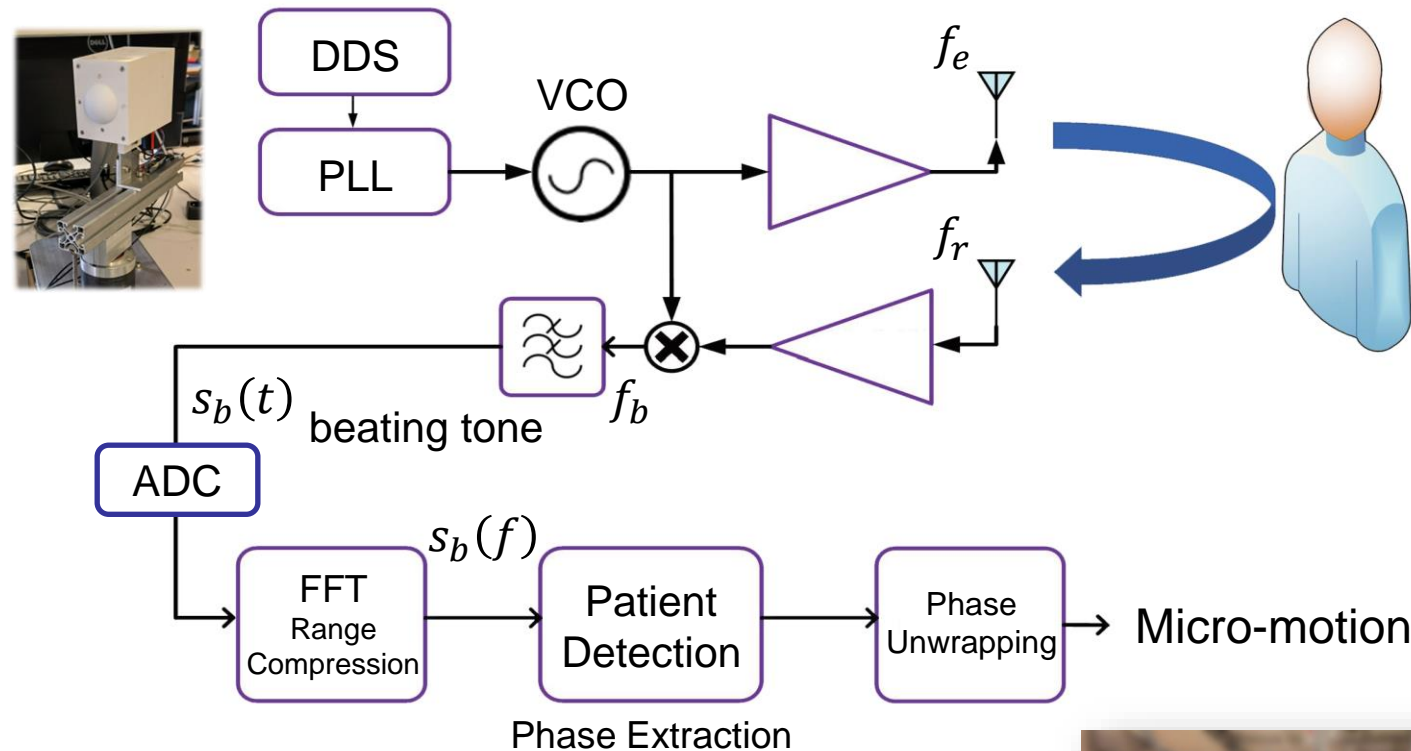 DDS
PLL
VCO
f_e
f_r
f_b
s_b(t)
beating tone
ADC
s_b(f)
FFT
Range
Compression
Patient
Detection
Phase Extraction
Phase
Unwrapping
Micro-motion
DELL